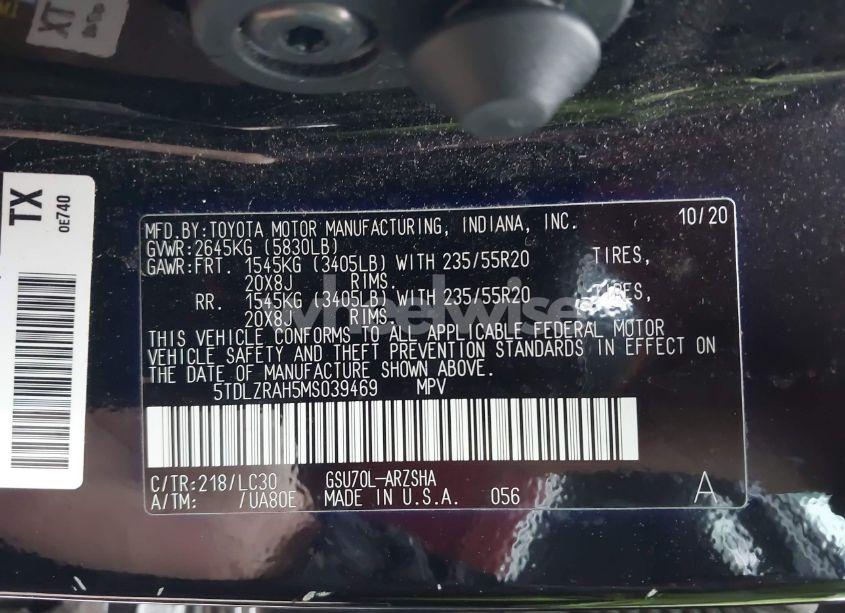 XT
TX
0E740
MFD.BY:TOYOTA MOTOR MANUFACTURING, INDIANA, INC. 10/20
GVWR:2645KG (5830LB)
GAWR:FRT. 1545KG (3405LB) WITH 235/55R20 TIRES,
20X8J RIMS.
RR. 1545KG (3405LB) WITH 235/55R20 TIRES,
20X8J RIMS.
wheelwise
THIS VEHICLE CONFORMS TO ALL APPLICABLE FEDERAL MOTOR
VEHICLE SAFETY AND THEFT PREVENTION STANDARDS IN EFFECT ON
THE DATE OF MANUFACTURE SHOWN ABOVE.
5TDLZRAH5MS039469 MPV
C/TR:218/LC30 GSU70L-ARZSHA
A/TM: /UA80E MADE IN U.S.A. 056 A